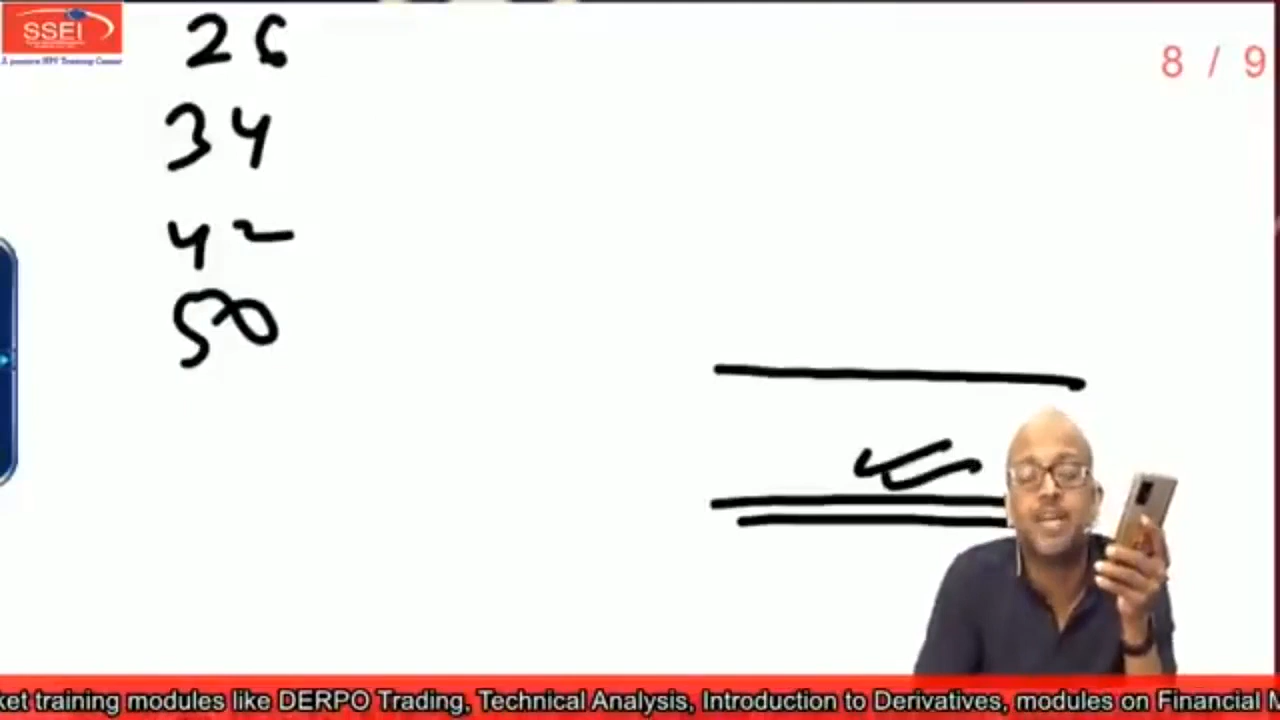 SSEI
26
8 / 9
34
42
50
ket training modules like DERPO Trading, Technical Analysis, Introduction to Derivatives, modules on Financial M